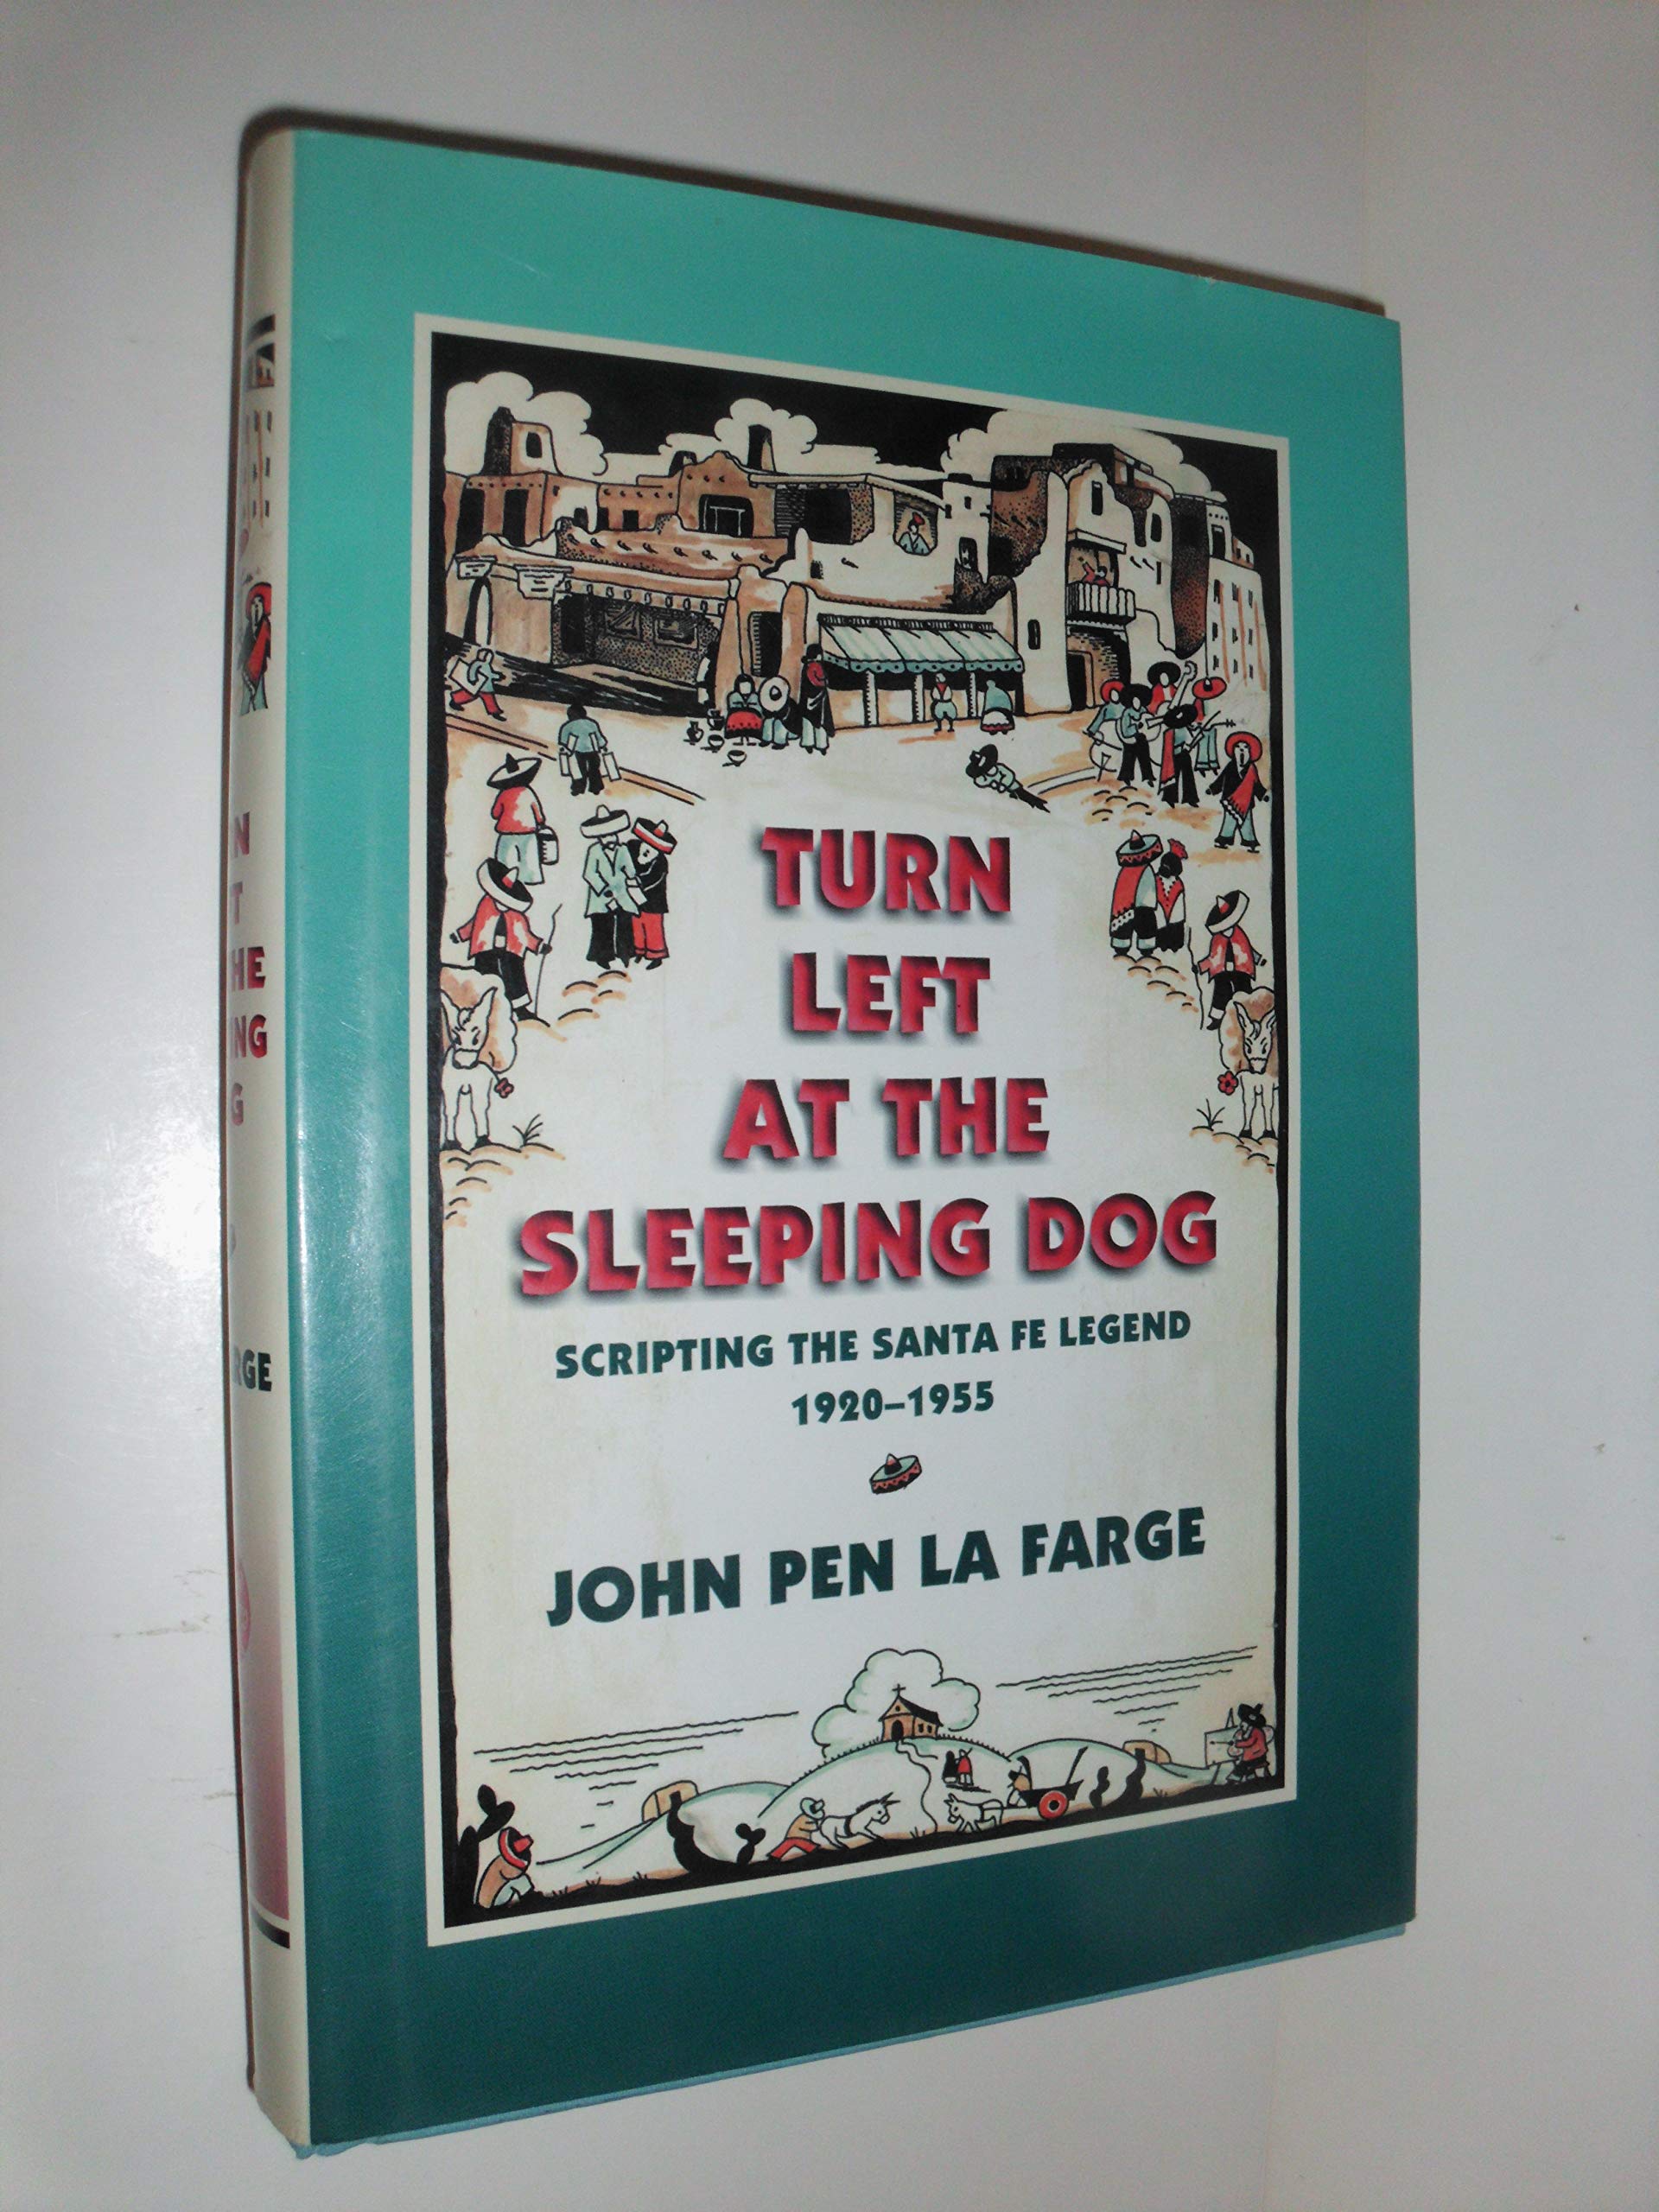 TURN
LEFT
AT THE
SLEEPING DOG
SCRIPTING THE SANTA FE LEGEND
1920–1955
JOHN PEN LA FARGE